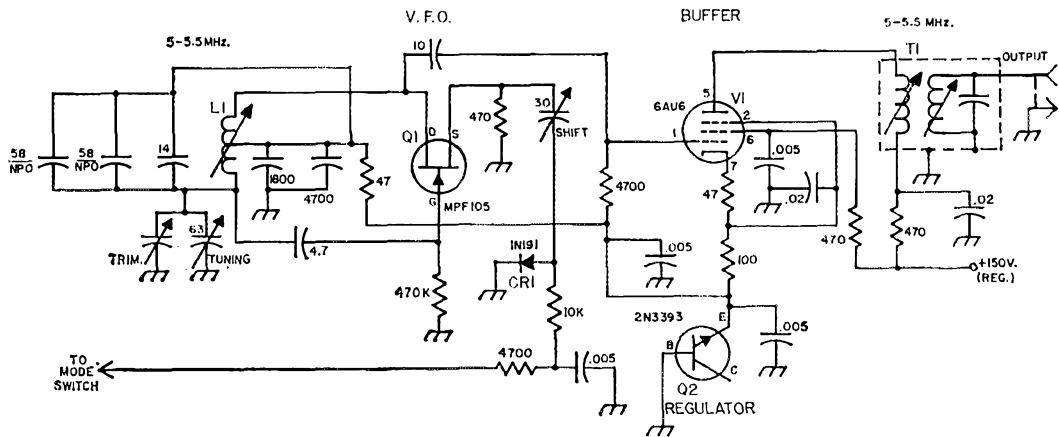 V.F.O.
BUFFER
5-5.5 MHz.
5-5.5 MHz.
10
T1
OUTPUT
L1
5
6AU6
V1
30
SHIFT
470
Q1
D
S
2
1
6
58
NPO
58
NPO
14
.005
1800
4700
47
G
MPF105
4700
7
47
.02
.02
63
TRIM.
TUNING
4.7
1N191
CR1
.005
100
470
470
+150V.
(REG.)
470K
10K
2N3393
E
.005
B
C
TO
MODE
SWITCH
4700
.005
Q2
REGULATOR